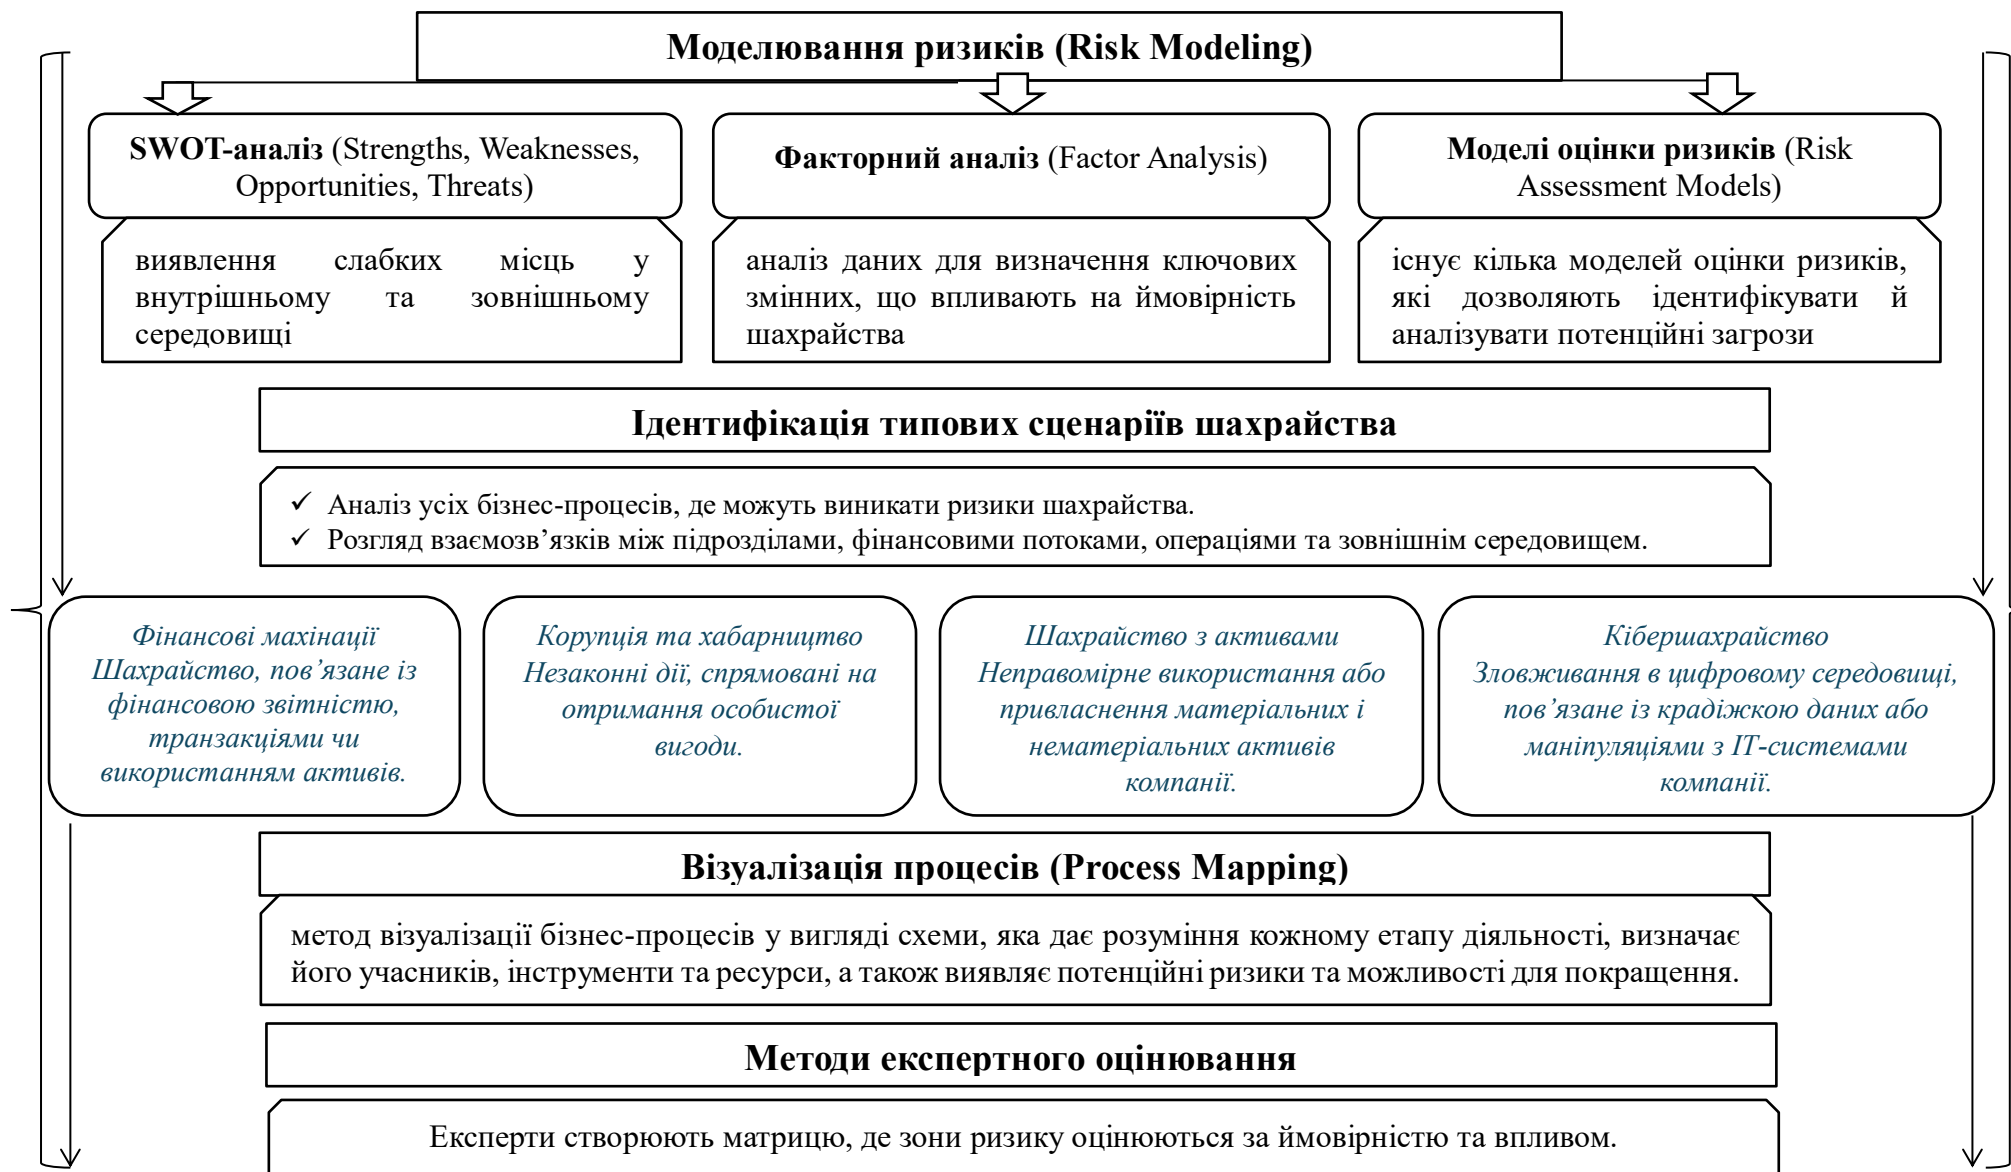 Моделювання ризиків (Risk Modeling)
SWOT-аналіз (Strengths, Weaknesses,
Opportunities, Threats)
Факторний аналіз (Factor Analysis)
Моделі оцінки ризиків (Risk
Assessment Models)
виявлення слабких місць у
внутрішньому та зовнішньому
середовищі
аналіз даних для визначення ключових
змінних, що впливають на ймовірність
шахрайства
існує кілька моделей оцінки ризиків,
які дозволяють ідентифікувати й
аналізувати потенційні загрози
Ідентифікація типових сценаріїв шахрайства
✓ Аналіз усіх бізнес-процесів, де можуть виникати ризики шахрайства.
✓ Розгляд взаємозв’язків між підрозділами, фінансовими потоками, операціями та зовнішнім середовищем.
Фінансові махінації
Шахрайство, пов’язане із
фінансовою звітністю,
транзакціями чи
використанням активів.
Корупція та хабарництво
Незаконні дії, спрямовані на
отримання особистої
вигоди.
Шахрайство з активами
Неправомірне використання або
привласнення матеріальних і
нематеріальних активів
компанії.
Кібершахрайство
Зловживання в цифровому середовищі,
пов’язане із крадіжкою даних або
маніпуляціями з ІТ-системами
компанії.
Візуалізація процесів (Process Mapping)
метод візуалізації бізнес-процесів у вигляді схеми, яка дає розуміння кожному етапу діяльності, визначає
його учасників, інструменти та ресурси, а також виявляє потенційні ризики та можливості для покращення.
Методи експертного оцінювання
Експерти створюють матрицю, де зони ризику оцінюються за ймовірністю та впливом.